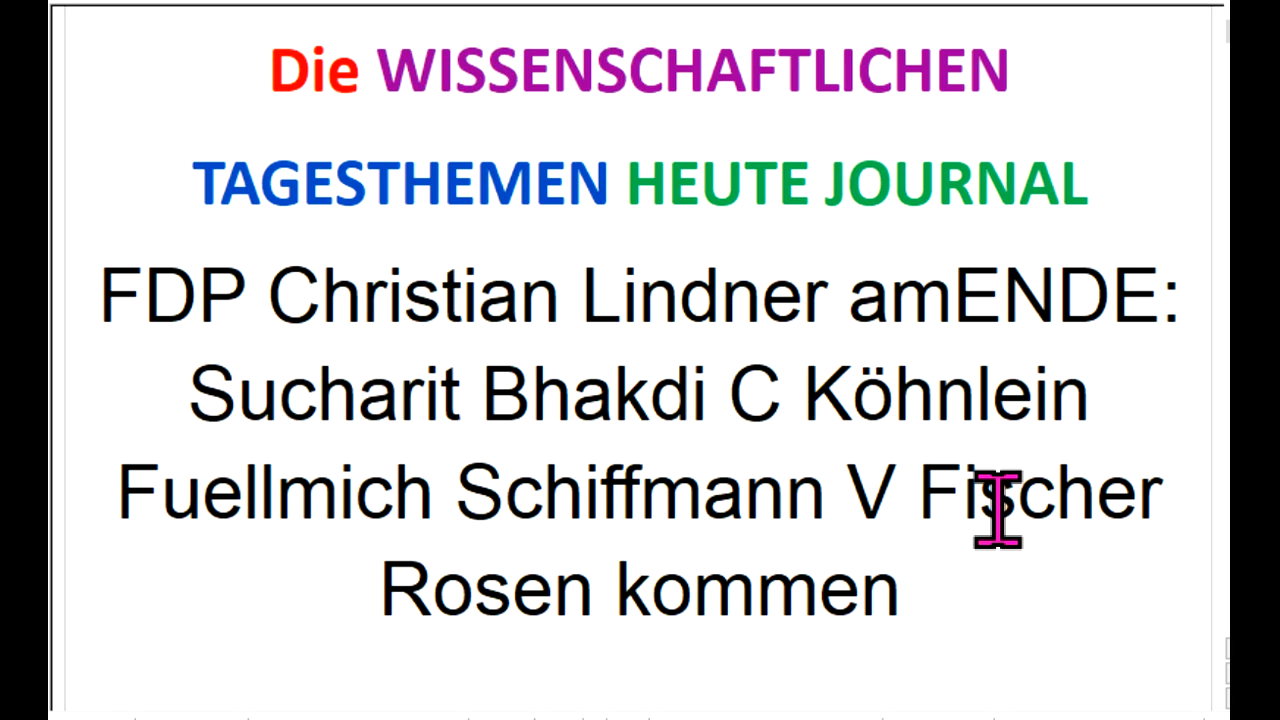 Die WISSENSCHAFTLICHEN
TAGESTHEMEN HEUTE JOURNAL
FDP Christian Lindner amENDE:
Sucharit Bhakdi C Köhnlein
Fuellmich Schiffmann V Fischer
Rosen kommen